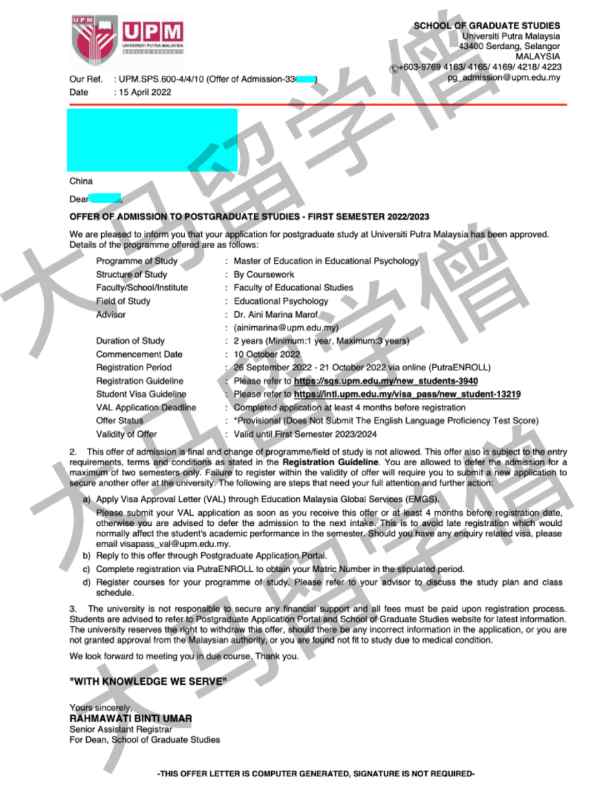 UPM
UPM
UNIVERSITI PUTRA MALAYSIA
SCHOOL OF GRADUATE STUDIES
Universiti Putra Malaysia
43400 Serdang, Selangor
MALAYSIA
+603-9769 4163/ 4165/ 4169/ 4218/ 4223
pg_admission@upm.edu.my
Our Ref. : UPM.SPS.600-4/4/10 (Offer of Admission-33 )
Date : 15 April 2022
China
Dear
OFFER OF ADMISSION TO POSTGRADUATE STUDIES - FIRST SEMESTER 2022/2023
We are pleased to inform you that your application for postgraduate study at Universiti Putra Malaysia has been approved.
Details of the programme offered are as follows:
Programme of Study : Master of Education in Educational Psychology
Structure of Study : By Coursework
Faculty/School/Institute : Faculty of Educational Studies
Field of Study : Educational Psychology
Advisor : Dr. Aini Marina Marof
: (ainimarina@upm.edu.my)
Duration of Study : 2 years (Minimum:1 year, Maximum:3 years)
Commencement Date : 10 October 2022
Registration Period : 26 September 2022 - 21 October 2022 via online (PutraENROLL)
Registration Guideline : Please refer to https://sgs.upm.edu.my/new_students-3940
Student Visa Guideline : Please refer to https://intl.upm.edu.my/visa_pass/new_student-13219
VAL Application Deadline : Completed application at least 4 months before registration
Offer Status : *Provisional (Does Not Submit The English Language Proficiency Test Score)
Validity of Offer : Valid until First Semester 2023/2024
2. This offer of admission is final and change of programme/field of study is not allowed. This offer also is subject to the entry
requirements, terms and conditions as stated in the Registration Guideline. You are allowed to defer the admission for a
maximum of two semesters only. Failure to register within the validity of offer will require you to submit a new application to
secure another offer at the university. The following are steps that need your full attention and further action:
a) Apply Visa Approval Letter (VAL) through Education Malaysia Global Services (EMGS).
Please submit your VAL application as soon as you receive this offer or at least 4 months before registration date,
otherwise you are advised to defer the admission to the next intake. This is to avoid late registration which would
normally affect the student's academic performance in the semester. Should you have any enquiry related visa, please
email visapass_val@upm.edu.my.
b) Reply to this offer through Postgraduate Application Portal.
c) Complete registration via PutraENROLL to obtain your Matric Number in the stipulated period.
d) Register courses for your programme of study. Please refer to your advisor to discuss the study plan and class
schedule.
3. The university is not responsible to secure any financial support and all fees must be paid upon registration process.
Students are advised to refer to Postgraduate Application Portal and School of Graduate Studies website for latest information.
The university reserves the right to withdraw this offer, should there be any incorrect information in the application, or you are
not granted approval from the Malaysian authority, or you are found not fit to study due to medical condition.
We look forward to meeting you in due course. Thank you.
"WITH KNOWLEDGE WE SERVE"
Yours sincerely,
RAHMAWATI BINTI UMAR
Senior Assistant Registrar
For Dean, School of Graduate Studies
-THIS OFFER LETTER IS COMPUTER GENERATED, SIGNATURE IS NOT REQUIRED-
大马留学僧
大马留学僧